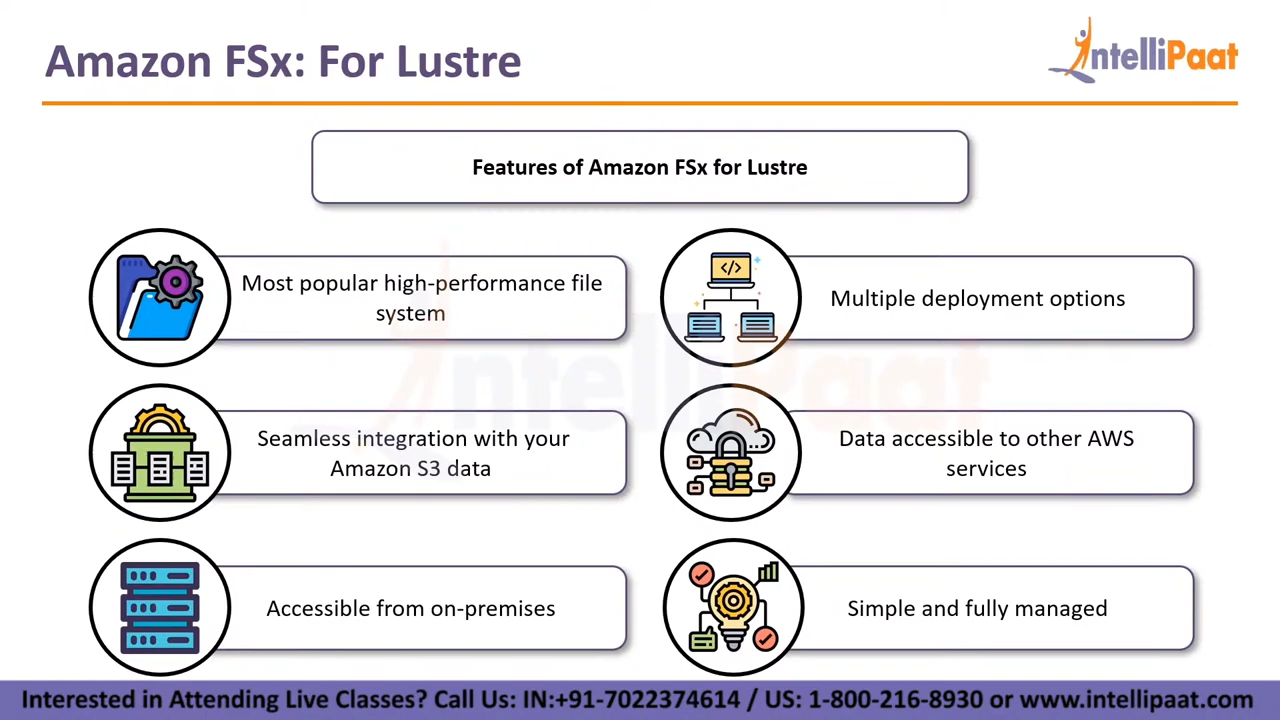 Amazon FSx: For Lustre
IntelliPaat
Features of Amazon FSx for Lustre
Most popular high-performance file
system
Multiple deployment options
Seamless integration with your
Amazon S3 data
Data accessible to other AWS
services
Accessible from on-premises
Simple and fully managed
IntelliPaat
Interested in Attending Live Classes? Call Us: IN:+91-7022374614 / US: 1-800-216-8930 or www.intellipaat.com